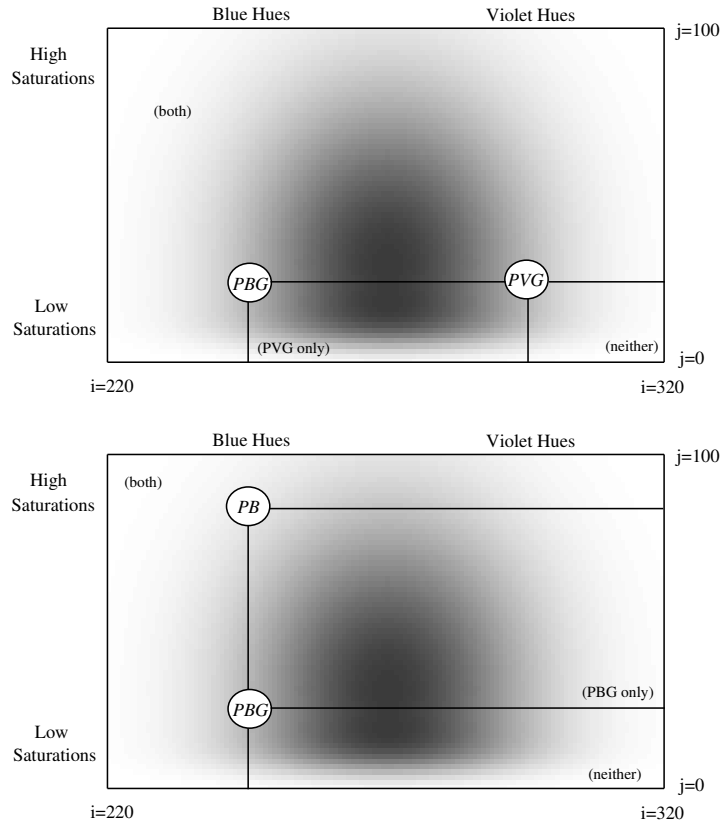 Blue Hues
Violet Hues
j=100
High
Saturations
(both)
PBG
PVG
Low
Saturations
(PVG only)
(neither)
j=0
i=220
i=320
Blue Hues
Violet Hues
j=100
High
Saturations
(both)
PB
(PBG only)
PBG
Low
Saturations
(neither)
j=0
i=220
i=320